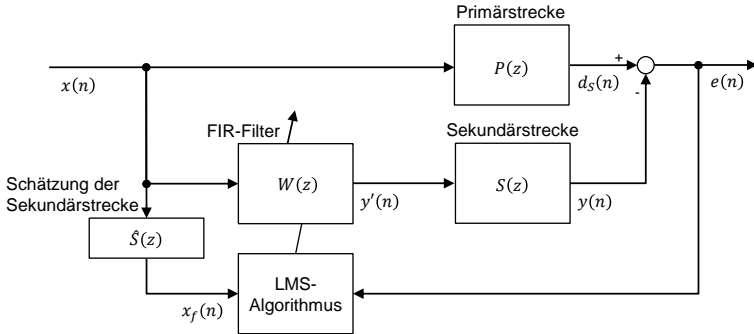 Primärstrecke
P(z)
+
-
x(n)
d_S(n)
e(n)
FIR-Filter
Sekundärstrecke
W(z)
S(z)
y'(n)
y(n)
Schätzung der
Sekundärstrecke
Ŝ(z)
LMS-
Algorithmus
x_f(n)